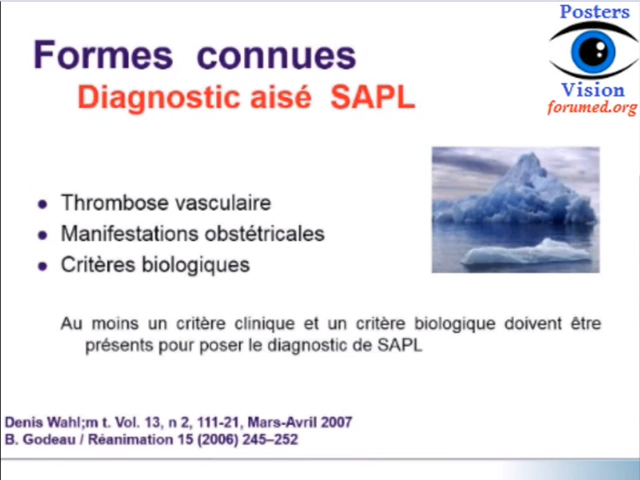 Posters
Vision
forumed.org
Formes connues
Diagnostic aisé SAPL
Thrombose vasculaire
Manifestations obstétricales
Critères biologiques
Au moins un critère clinique et un critère biologique doivent être
présents pour poser le diagnostic de SAPL
Denis Wahl;m t. Vol. 13, n 2, 111-21, Mars-Avril 2007
B. Godeau / Réanimation 15 (2006) 245–252